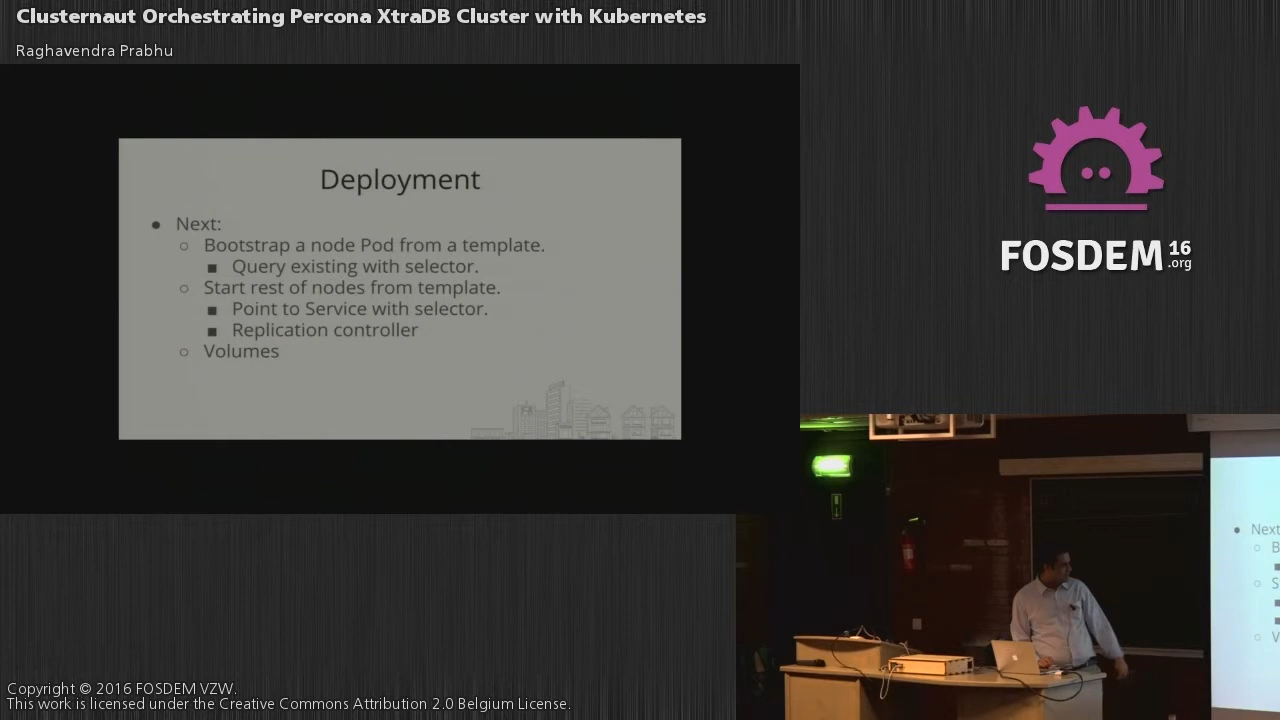 Clusternaut Orchestrating Percona XtraDB Cluster with Kubernetes
Raghavendra Prabhu
Deployment
● Next:
○ Bootstrap a node Pod from a template.
■ Query existing with selector.
○ Start rest of nodes from template.
■ Point to Service with selector.
■ Replication controller
○ Volumes
FOSDEM 16
.org
● Next
○ B
■
○ S
■
■
○ V
Copyright © 2016 FOSDEM VZW.
This work is licensed under the Creative Commons Attribution 2.0 Belgium License.